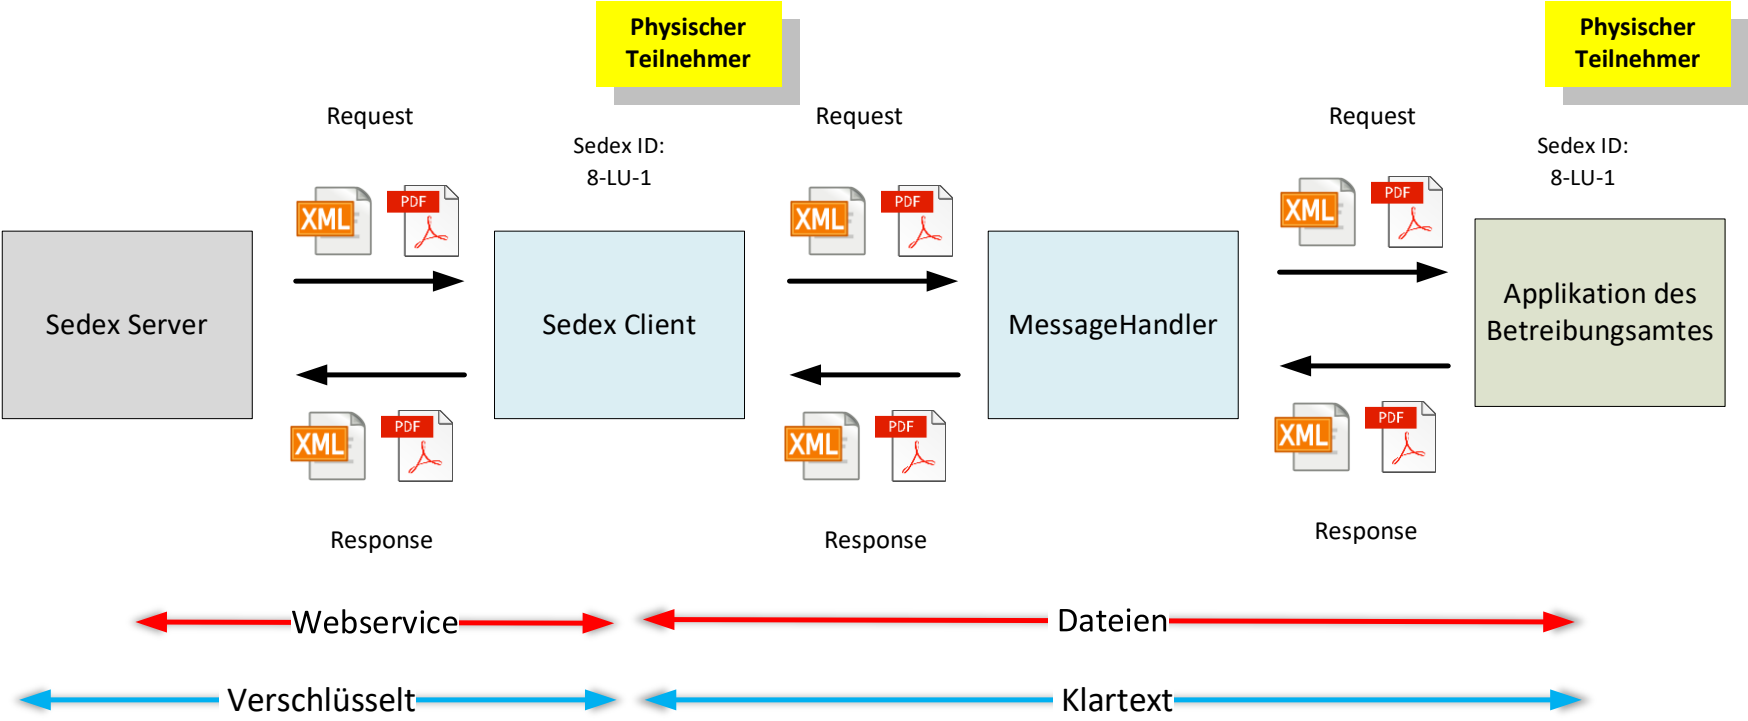 Physischer
Teilnehmer
Physischer
Teilnehmer
Request
Request
Request
Sedex ID:
8-LU-1
Sedex ID:
8-LU-1
XML
PDF
XML
PDF
XML
PDF
Sedex Server
Sedex Client
MessageHandler
Applikation des
Betreibungsamtes
XML
PDF
XML
PDF
XML
PDF
Response
Response
Response
Webservice
Dateien
Verschlüsselt
Klartext